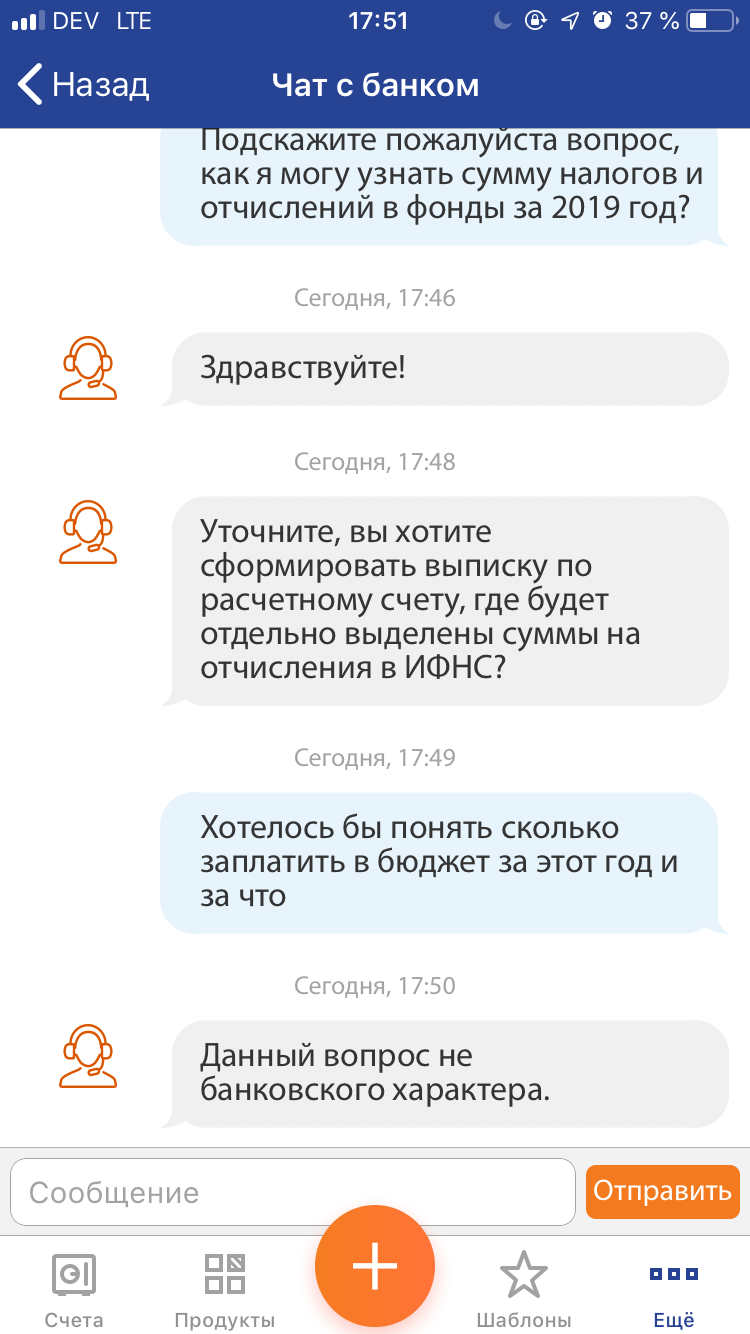 DEV LTE 17:51 37 %
Назад Чат с банком
Подскажите пожалуйста вопрос,
как я могу узнать сумму налогов и
отчислений в фонды за 2019 год?
Сегодня, 17:46
Здравствуйте!
Сегодня, 17:48
Уточните, вы хотите
сформировать выписку по
расчетному счету, где будет
отдельно выделены суммы на
отчисления в ИФНС?
Сегодня, 17:49
Хотелось бы понять сколько
заплатить в бюджет за этот год и
за что
Сегодня, 17:50
Данный вопрос не
банковского характера.
Сообщение Отправить
Счета Продукты Шаблоны Ещё